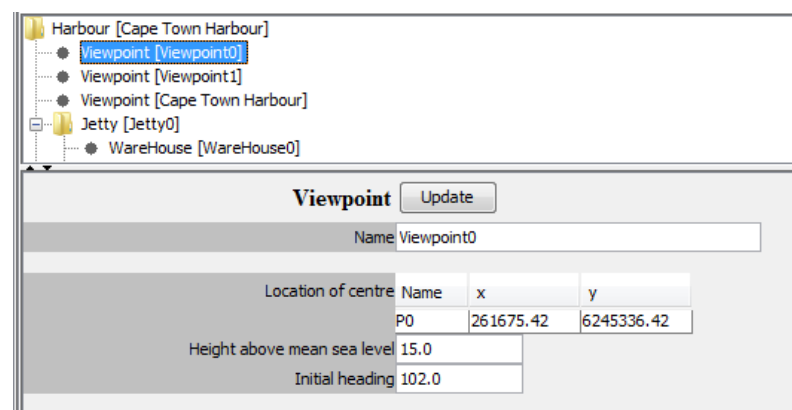 Harbour [Cape Town Harbour]
Viewpoint [Viewpoint0]
Viewpoint [Viewpoint1]
Viewpoint [Cape Town Harbour]
Jetty [Jetty0]
WareHouse [WareHouse0]
Viewpoint Update
Name Viewpoint0
Location of centre Name x y
P0 261675.42 6245336.42
Height above mean sea level 15.0
Initial heading 102.0